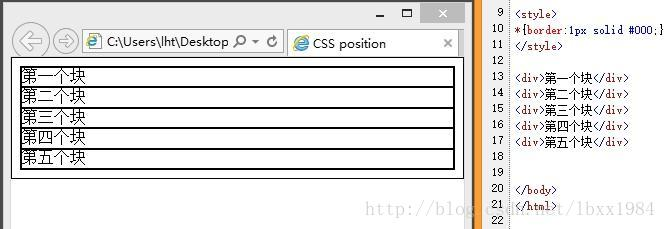 C:\Users\lht\Desktop
CSS position
第一个块
第二个块
第三个块
第四个块
第五个块
9 <style>
10 *{border:1px solid #000;}
11 </style>
12
13 <div>第一个块</div>
14 <div>第二个块</div>
15 <div>第三个块</div>
16 <div>第四个块</div>
17 <div>第五个块</div>
18
19
20 </body>
21 </html>
22
http://blog.csdn.net/lbxx1984